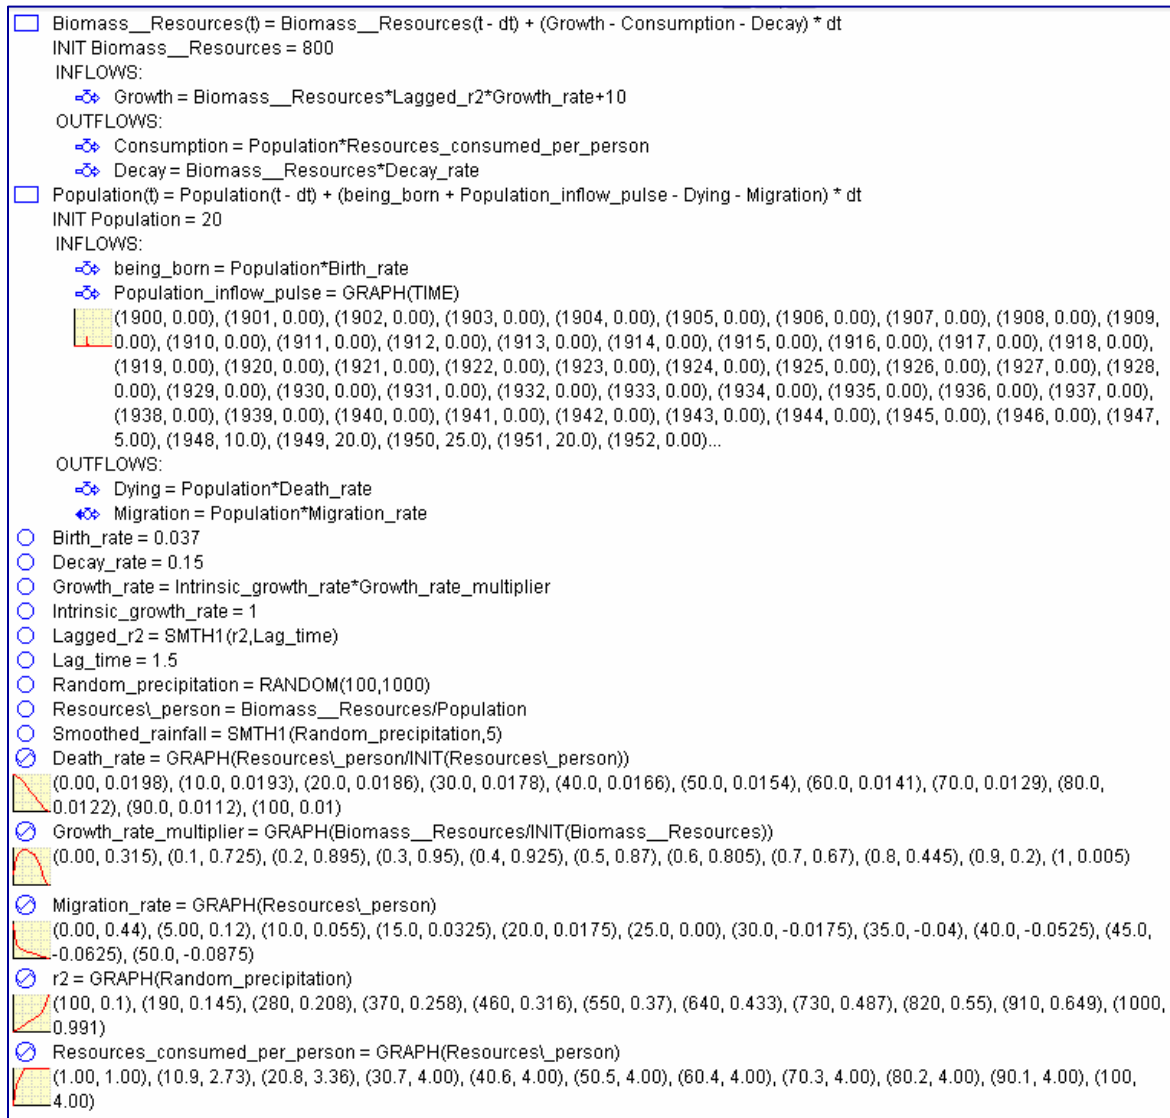 Biomass__Resources(t) = Biomass__Resources(t - dt) + (Growth - Consumption - Decay) * dt
INIT Biomass__Resources = 800
INFLOWS:
Growth = Biomass__Resources*Lagged_r2*Growth_rate+10
OUTFLOWS:
Consumption = Population*Resources_consumed_per_person
Decay = Biomass__Resources*Decay_rate
Population(t) = Population(t - dt) + (being_born + Population_inflow_pulse - Dying - Migration) * dt
INIT Population = 20
INFLOWS:
being_born = Population*Birth_rate
Population_inflow_pulse = GRAPH(TIME)
(1900, 0.00), (1901, 0.00), (1902, 0.00), (1903, 0.00), (1904, 0.00), (1905, 0.00), (1906, 0.00), (1907, 0.00), (1908, 0.00), (1909,
0.00), (1910, 0.00), (1911, 0.00), (1912, 0.00), (1913, 0.00), (1914, 0.00), (1915, 0.00), (1916, 0.00), (1917, 0.00), (1918, 0.00),
(1919, 0.00), (1920, 0.00), (1921, 0.00), (1922, 0.00), (1923, 0.00), (1924, 0.00), (1925, 0.00), (1926, 0.00), (1927, 0.00), (1928,
0.00), (1929, 0.00), (1930, 0.00), (1931, 0.00), (1932, 0.00), (1933, 0.00), (1934, 0.00), (1935, 0.00), (1936, 0.00), (1937, 0.00),
(1938, 0.00), (1939, 0.00), (1940, 0.00), (1941, 0.00), (1942, 0.00), (1943, 0.00), (1944, 0.00), (1945, 0.00), (1946, 0.00), (1947,
5.00), (1948, 10.0), (1949, 20.0), (1950, 25.0), (1951, 20.0), (1952, 0.00)...
OUTFLOWS:
Dying = Population*Death_rate
Migration = Population*Migration_rate
Birth_rate = 0.037
Decay_rate = 0.15
Growth_rate = Intrinsic_growth_rate*Growth_rate_multiplier
Intrinsic_growth_rate = 1
Lagged_r2 = SMTH1(r2,Lag_time)
Lag_time = 1.5
Random_precipitation = RANDOM(100,1000)
Resources\_person = Biomass__Resources/Population
Smoothed_rainfall = SMTH1(Random_precipitation,5)
Death_rate = GRAPH(Resources\_person/INIT(Resources\_person))
(0.00, 0.0198), (10.0, 0.0193), (20.0, 0.0186), (30.0, 0.0178), (40.0, 0.0166), (50.0, 0.0154), (60.0, 0.0141), (70.0, 0.0129), (80.0,
0.0122), (90.0, 0.0112), (100, 0.01)
Growth_rate_multiplier = GRAPH(Biomass__Resources/INIT(Biomass__Resources))
(0.00, 0.315), (0.1, 0.725), (0.2, 0.895), (0.3, 0.95), (0.4, 0.925), (0.5, 0.87), (0.6, 0.805), (0.7, 0.67), (0.8, 0.445), (0.9, 0.2), (1, 0.005)
Migration_rate = GRAPH(Resources\_person)
(0.00, 0.44), (5.00, 0.12), (10.0, 0.055), (15.0, 0.0325), (20.0, 0.0175), (25.0, 0.00), (30.0, -0.0175), (35.0, -0.04), (40.0, -0.0525), (45.0,
-0.0625), (50.0, -0.0875)
r2 = GRAPH(Random_precipitation)
(100, 0.1), (190, 0.145), (280, 0.208), (370, 0.258), (460, 0.316), (550, 0.37), (640, 0.433), (730, 0.487), (820, 0.55), (910, 0.649), (1000,
0.991)
Resources_consumed_per_person = GRAPH(Resources\_person)
(1.00, 1.00), (10.9, 2.73), (20.8, 3.36), (30.7, 4.00), (40.6, 4.00), (50.5, 4.00), (60.4, 4.00), (70.3, 4.00), (80.2, 4.00), (90.1, 4.00), (100,
4.00)